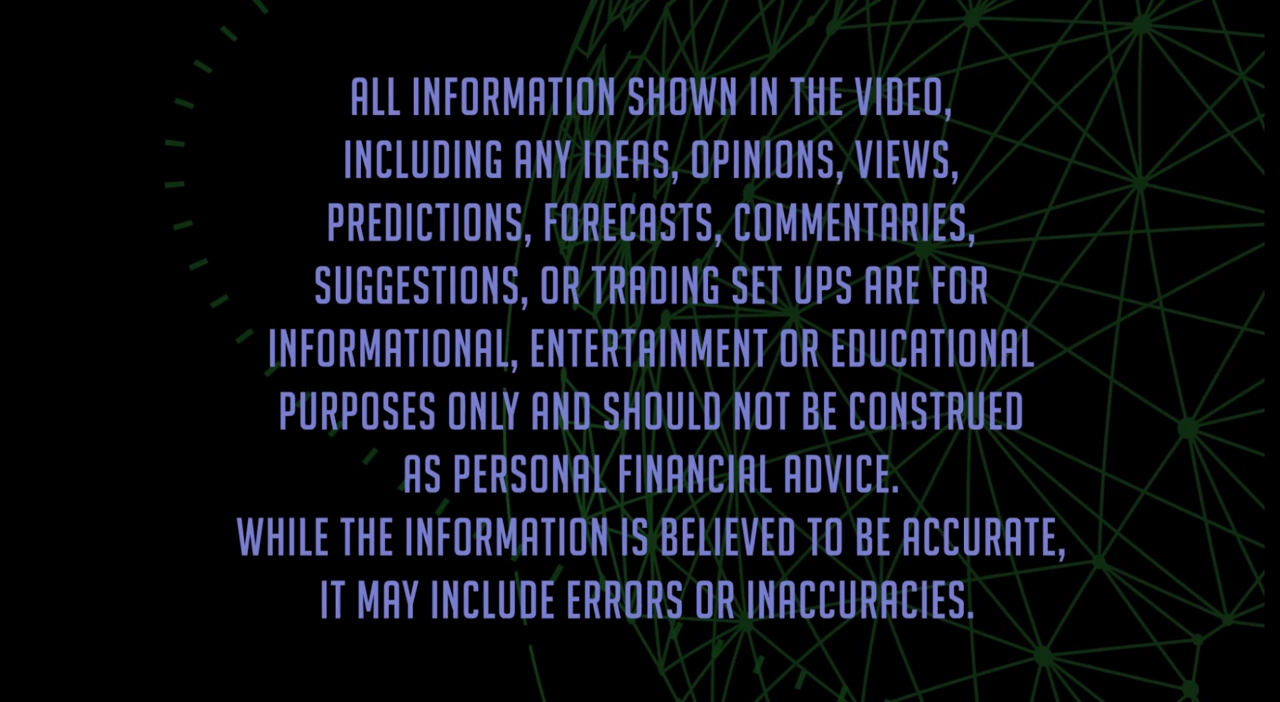 ALL INFORMATION SHOWN IN THE VIDEO,
INCLUDING ANY IDEAS, OPINIONS, VIEWS,
PREDICTIONS, FORECASTS, COMMENTARIES,
SUGGESTIONS, OR TRADING SET UPS ARE FOR
INFORMATIONAL, ENTERTAINMENT OR EDUCATIONAL
PURPOSES ONLY AND SHOULD NOT BE CONSTRUED
AS PERSONAL FINANCIAL ADVICE.
WHILE THE INFORMATION IS BELIEVED TO BE ACCURATE,
IT MAY INCLUDE ERRORS OR INACCURACIES.